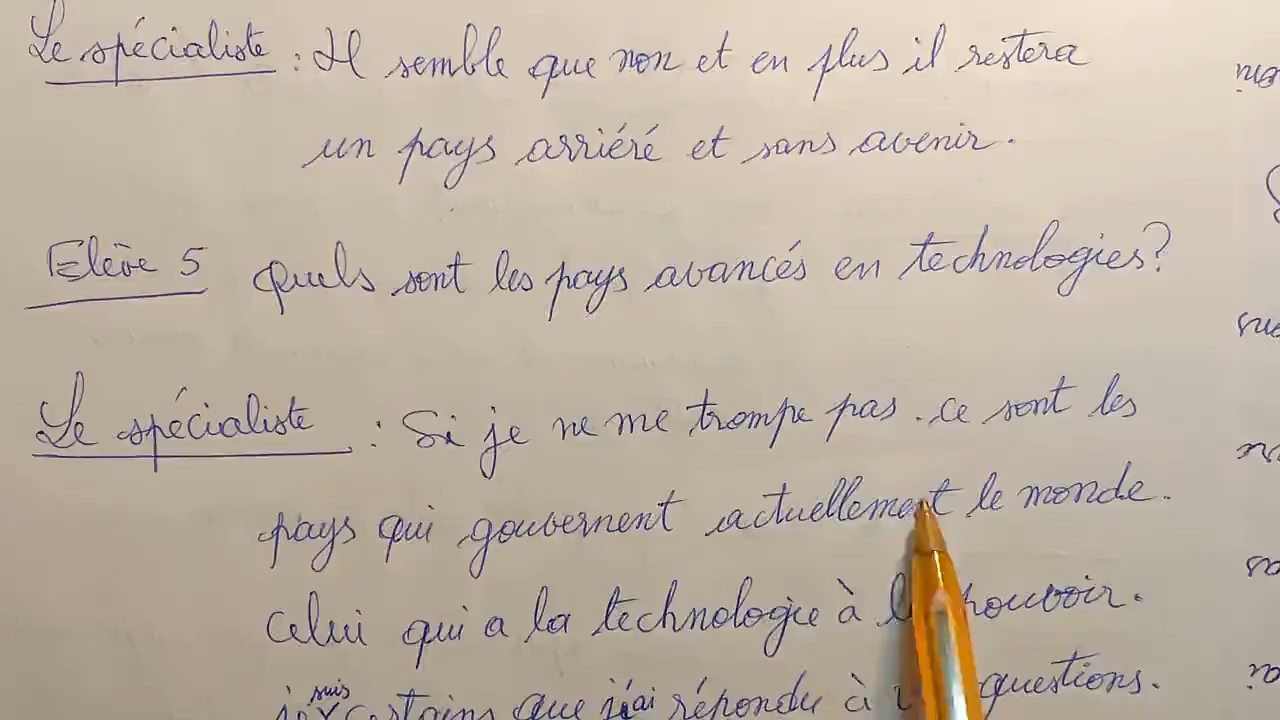 Le spécialiste : Il semble que non et en plus il restera
un pays arriéré et sans avenir.
Elève 5 Quels sont les pays avancés en technologies?
Le spécialiste : Si je ne me trompe pas. ce sont les
pays qui gouvernent actuellement le monde.
Celui qui a la technologie à pouvoir.
suis
certains que j'ai répondu à questions.